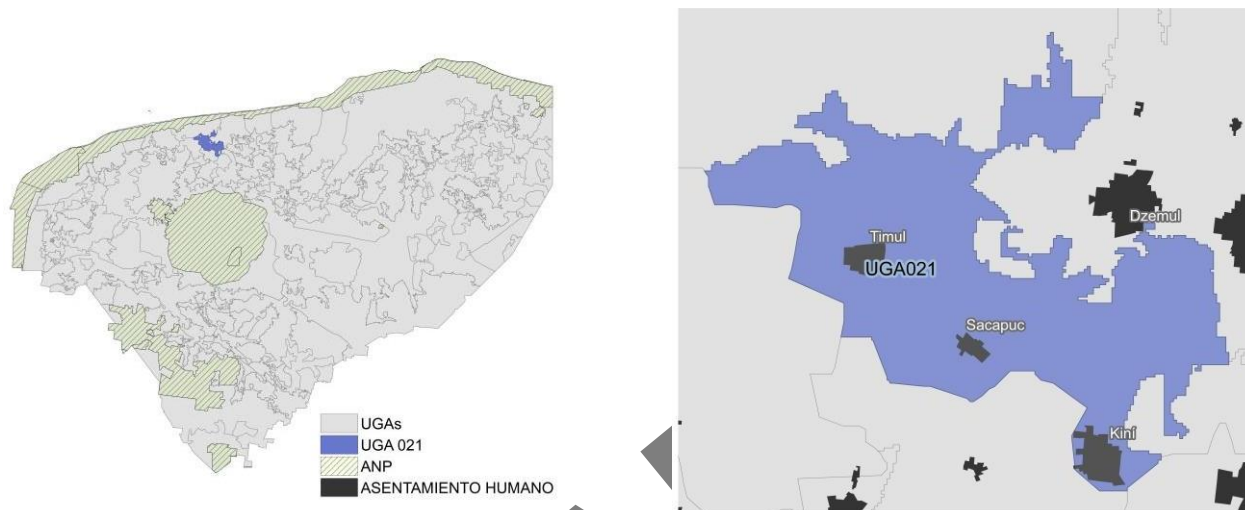 UGAs
UGA 021
ANP
ASENTAMIENTO HUMANO
Dzemul
Timul
UGA021
Sacapuc
Kiní